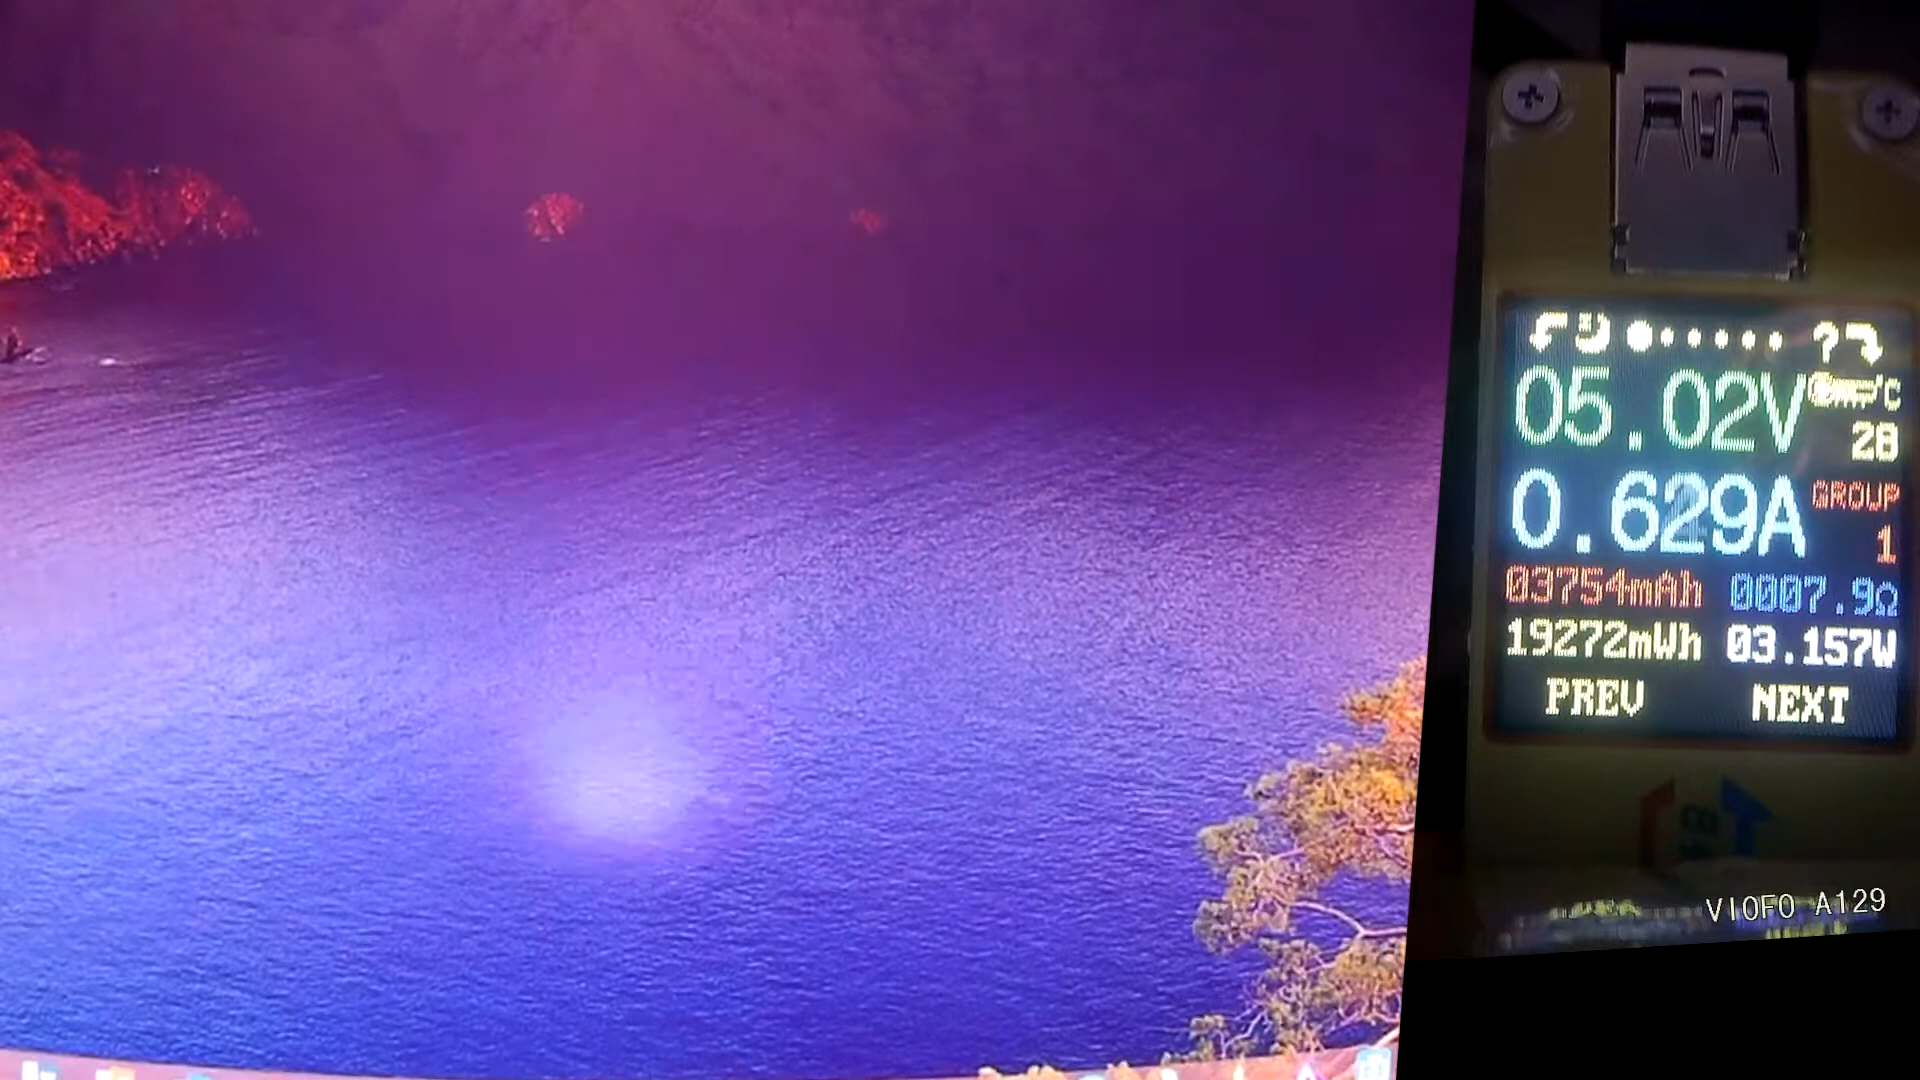 05.02V
28
0.629A
GROUP
1
03754mAh 0007.9Ω
19272mWh 03.157W
PREV NEXT
VIOFO A129